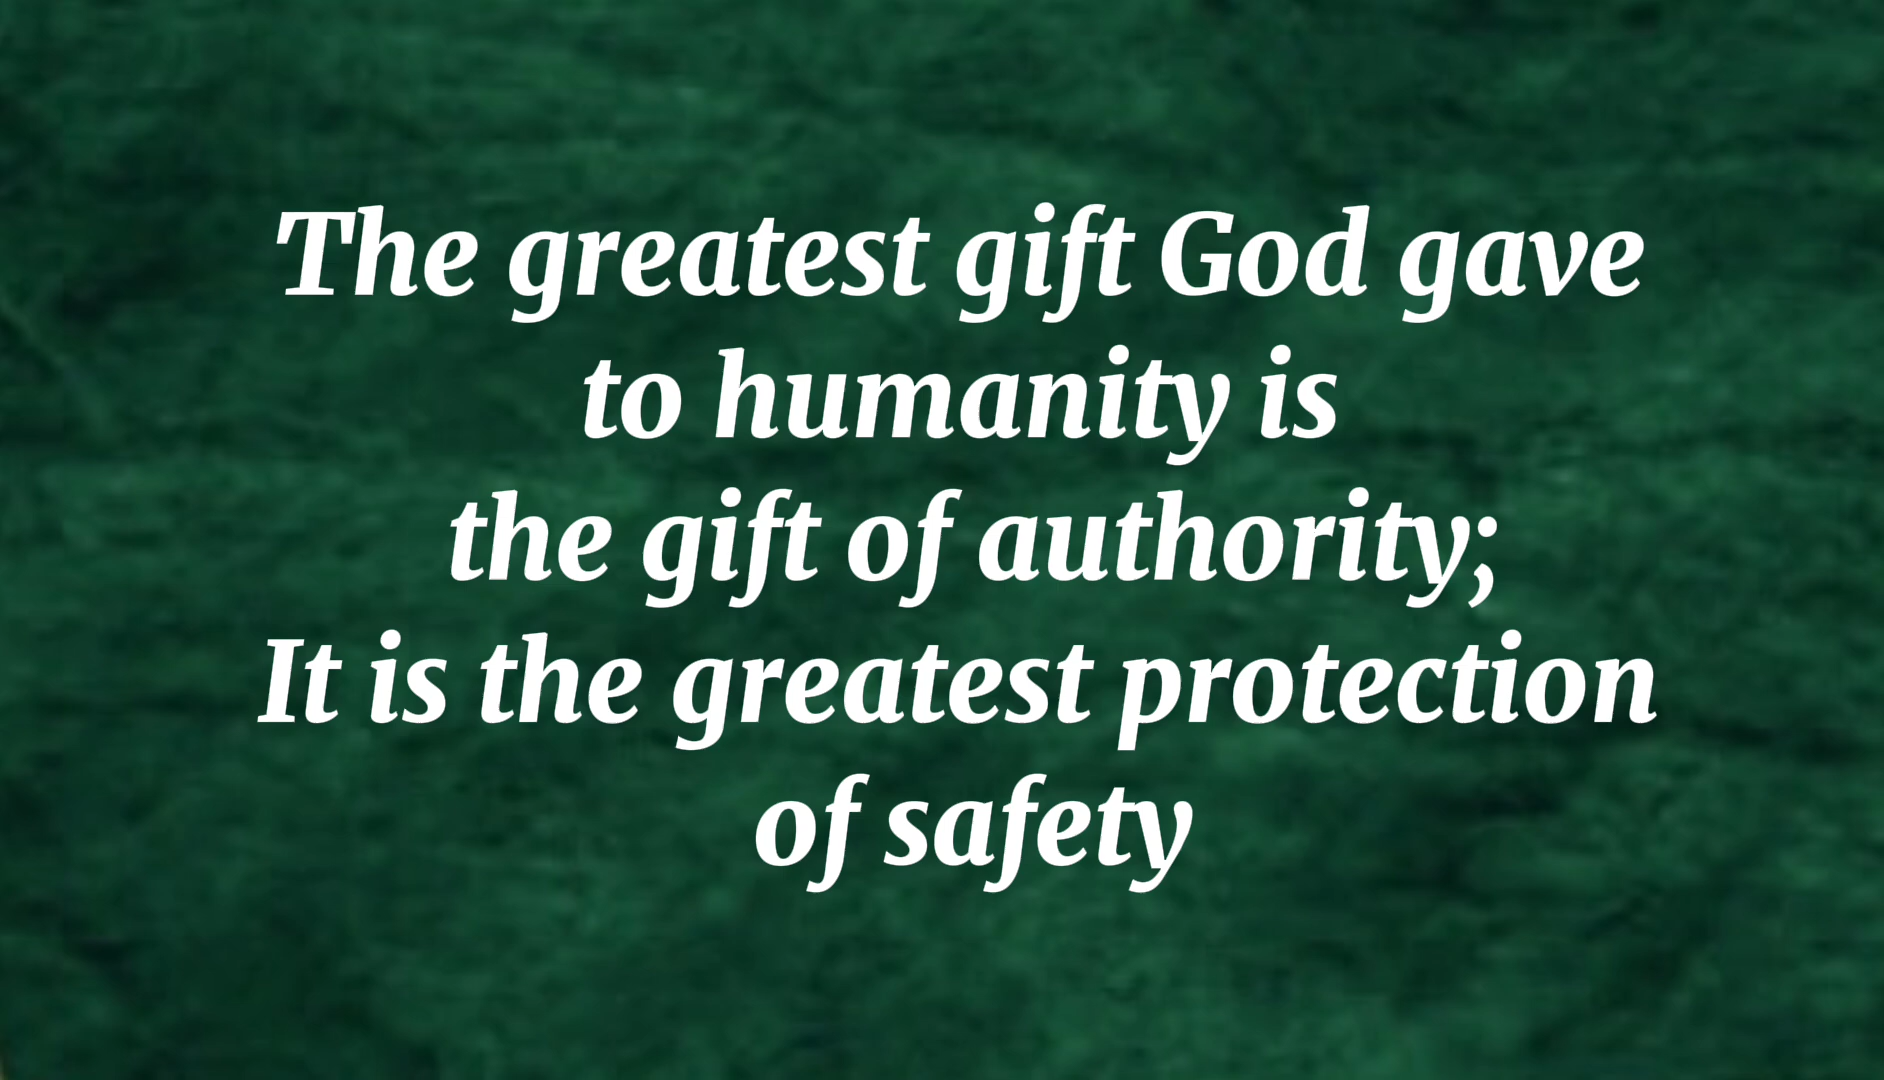 The greatest gift God gave
to humanity is
the gift of authority;
It is the greatest protection
of safety